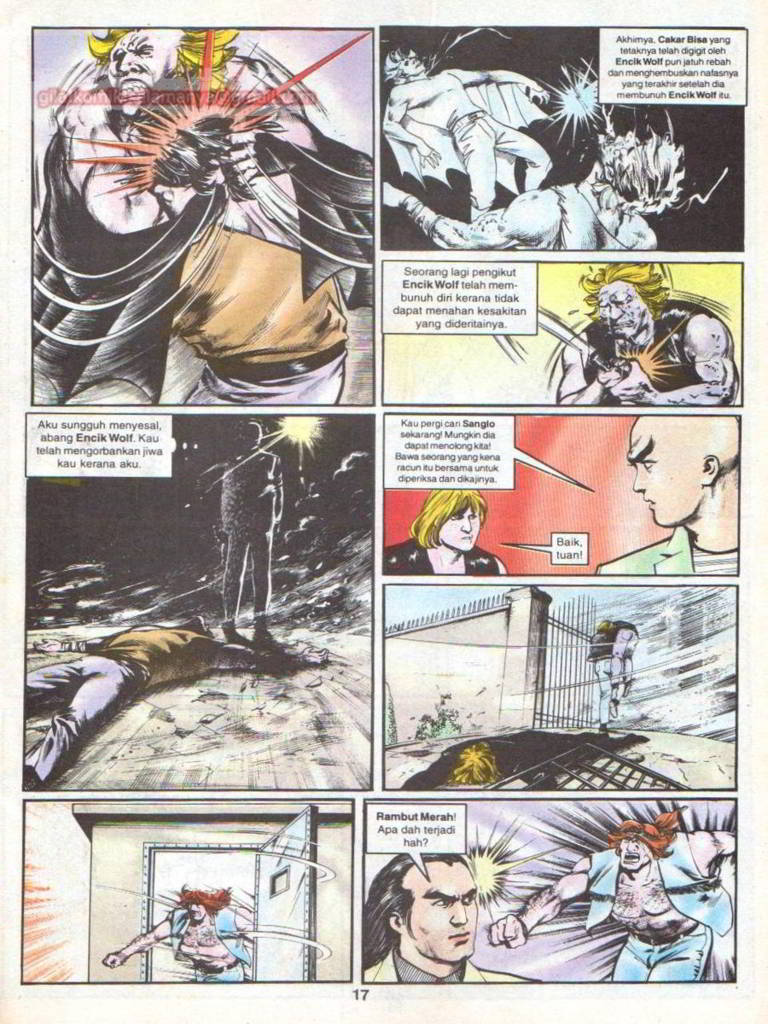 Akhirnya, Cakar Bisa yang
tetaknya telah digigit oleh
Encik Wolf pun jatuh rebah
dan menghembuskan nafasnya
yang terakhir setelah dia
membunuh Encik Wolf itu.
Seorang lagi pengikut
Encik Wolf telah mem-
bunuh diri kerana tidak
dapat menahan kesakitan
yang dideritainya.
Aku sungguh menyesal,
abang Encik Wolf. Kau
telah mengorbankan jiwa
kau kerana aku.
Kau pergi cari Sanglo
sekarang! Mungkin dia
dapat menolong kita!
Bawa seorang yang kena
racun itu bersama untuk
diperiksa dan dikajinya.
Baik,
tuan!
Rambut Merah!
Apa dah terjadi
hah?
17